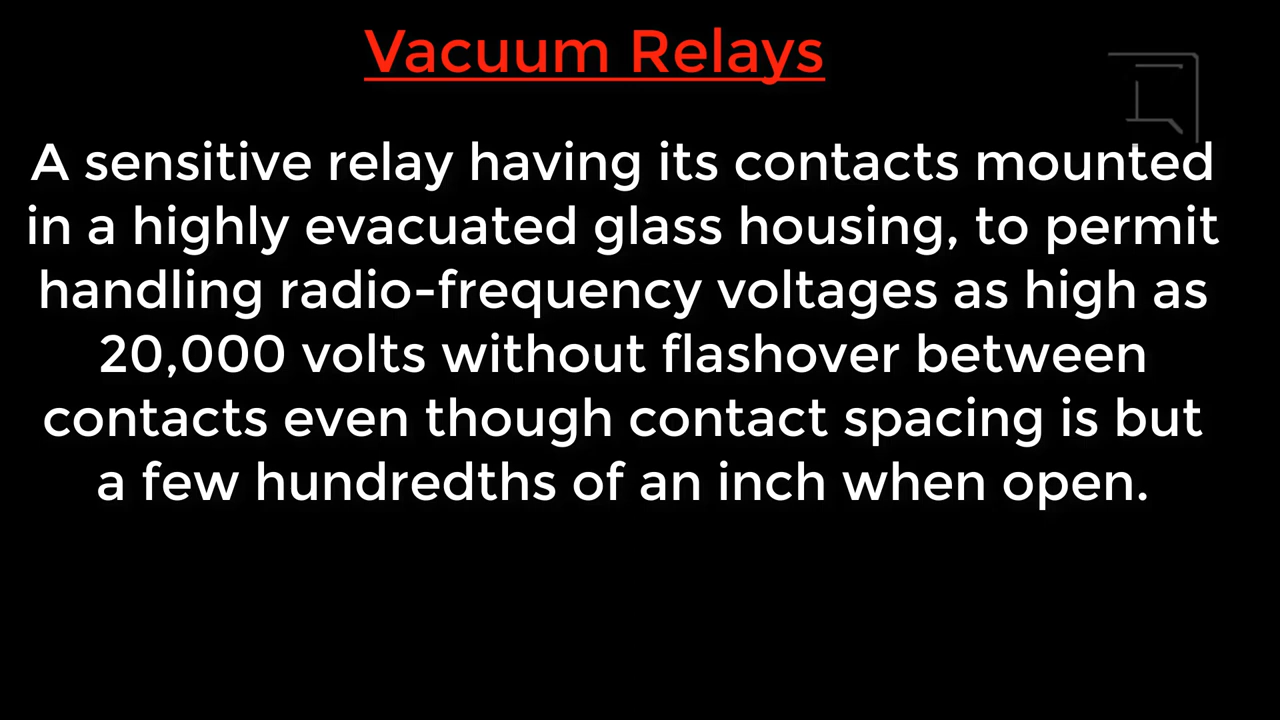 Vacuum Relays
A sensitive relay having its contacts mounted
in a highly evacuated glass housing, to permit
handling radio-frequency voltages as high as
20,000 volts without flashover between
contacts even though contact spacing is but
a few hundredths of an inch when open.